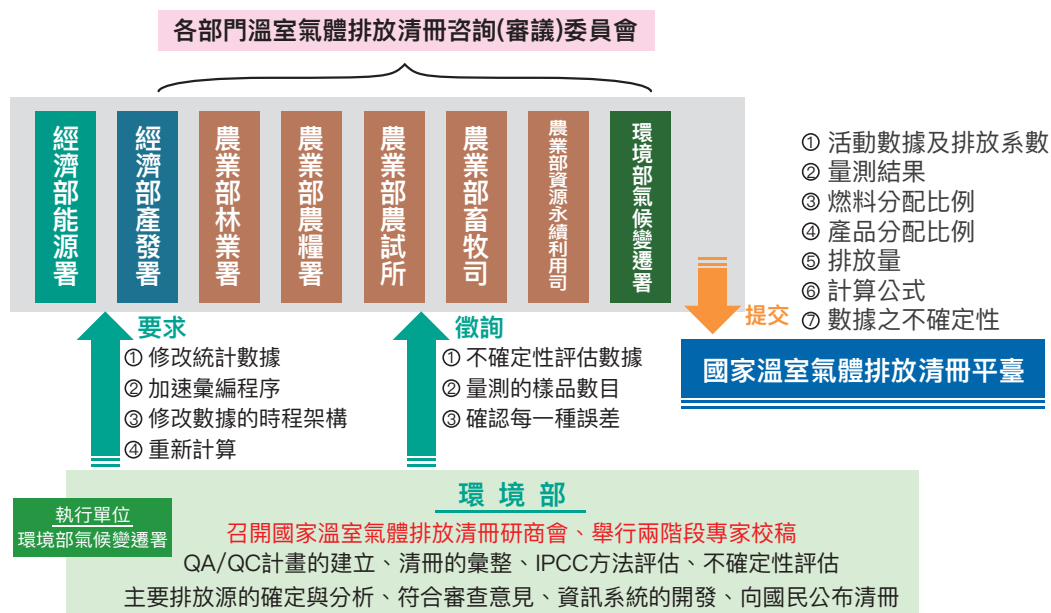 各部門溫室氣體排放清冊咨詢(審議)委員會
經濟部能源署
經濟部產發署
農業部林業署
農業部農糧署
農業部農試所
農業部畜牧司
農業部資源永續利用司
環境部氣候變遷署
① 活動數據及排放系數
② 量測結果
③ 燃料分配比例
④ 產品分配比例
⑤ 排放量
⑥ 計算公式
⑦ 數據之不確定性
提交
國家溫室氣體排放清冊平臺
要求
① 修改統計數據
② 加速彙編程序
③ 修改數據的時程架構
④ 重新計算
徵詢
① 不確定性評估數據
② 量測的樣品數目
③ 確認每一種誤差
執行單位
環境部氣候變遷署
環境部
召開國家溫室氣體排放清冊研商會、舉行兩階段專家校稿
QA/QC計畫的建立、清冊的彙整、IPCC方法評估、不確定性評估
主要排放源的確定與分析、符合審查意見、資訊系統的開發、向國民公布清冊